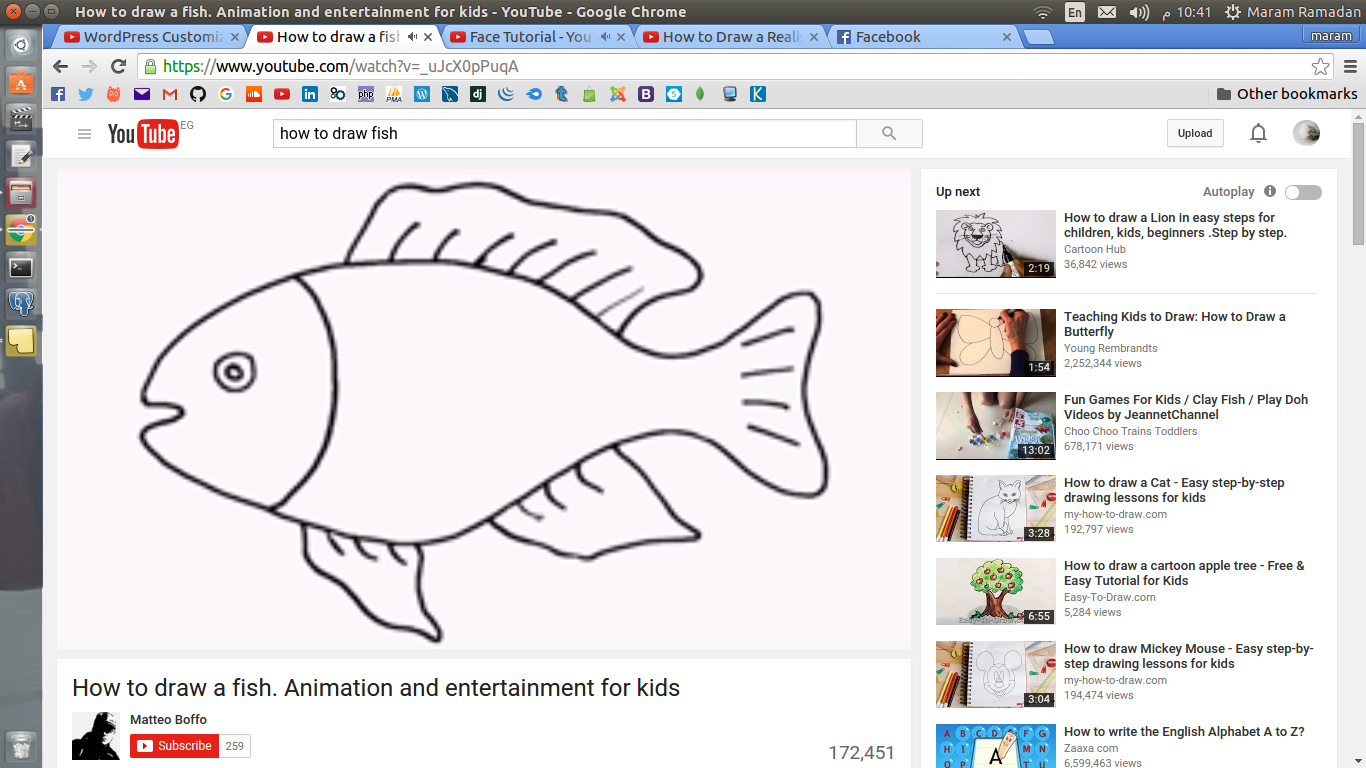 How to draw a fish. Animation and entertainment for kids - YouTube - Google Chrome
En
10:41 م
Maram Ramadan
WordPress Customiz
How to draw a fish
Face Tutorial - You
How to Draw a Reali
Facebook
maram
https://www.youtube.com/watch?v=_uJcX0pPuqA
Other bookmarks
YouTube EG
how to draw fish
Upload
Up next
Autoplay
How to draw a Lion in easy steps for
children, kids, beginners .Step by step.
Cartoon Hub
36,842 views
2:19
Teaching Kids to Draw: How to Draw a
Butterfly
Young Rembrandts
2,252,344 views
1:54
Fun Games For Kids / Clay Fish / Play Doh
Videos by JeannetChannel
Choo Choo Trains Toddlers
678,171 views
13:02
How to draw a Cat - Easy step-by-step
drawing lessons for kids
my-how-to-draw.com
192,797 views
3:28
How to draw a cartoon apple tree - Free &
Easy Tutorial for Kids
Easy-To-Draw.com
5,284 views
6:55
How to draw Mickey Mouse - Easy step-by-
step drawing lessons for kids
my-how-to-draw.com
194,474 views
3:04
How to write the English Alphabet A to Z?
Zaaxa com
6,599,463 views
How to draw a fish. Animation and entertainment for kids
Matteo Boffo
Subscribe
259
172,451